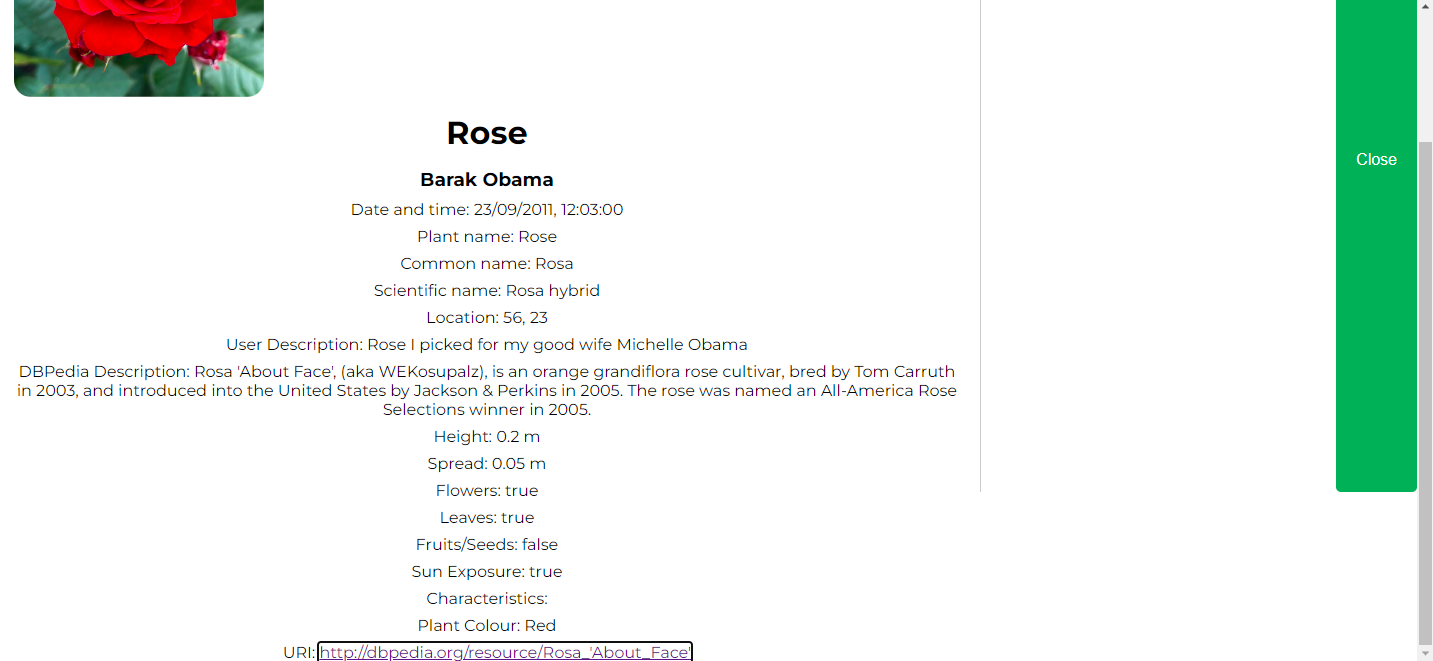 Rose
Barak Obama
Date and time: 23/09/2011, 12:03:00
Plant name: Rose
Common name: Rosa
Scientific name: Rosa hybrid
Location: 56, 23
User Description: Rose I picked for my good wife Michelle Obama
DBPedia Description: Rosa 'About Face', (aka WEKosupalz), is an orange grandiflora rose cultivar, bred by Tom Carruth
in 2003, and introduced into the United States by Jackson & Perkins in 2005. The rose was named an All-America Rose
Selections winner in 2005.
Height: 0.2 m
Spread: 0.05 m
Flowers: true
Leaves: true
Fruits/Seeds: false
Sun Exposure: true
Characteristics:
Plant Colour: Red
URI: http://dbpedia.org/resource/Rosa_'About_Face'
Close